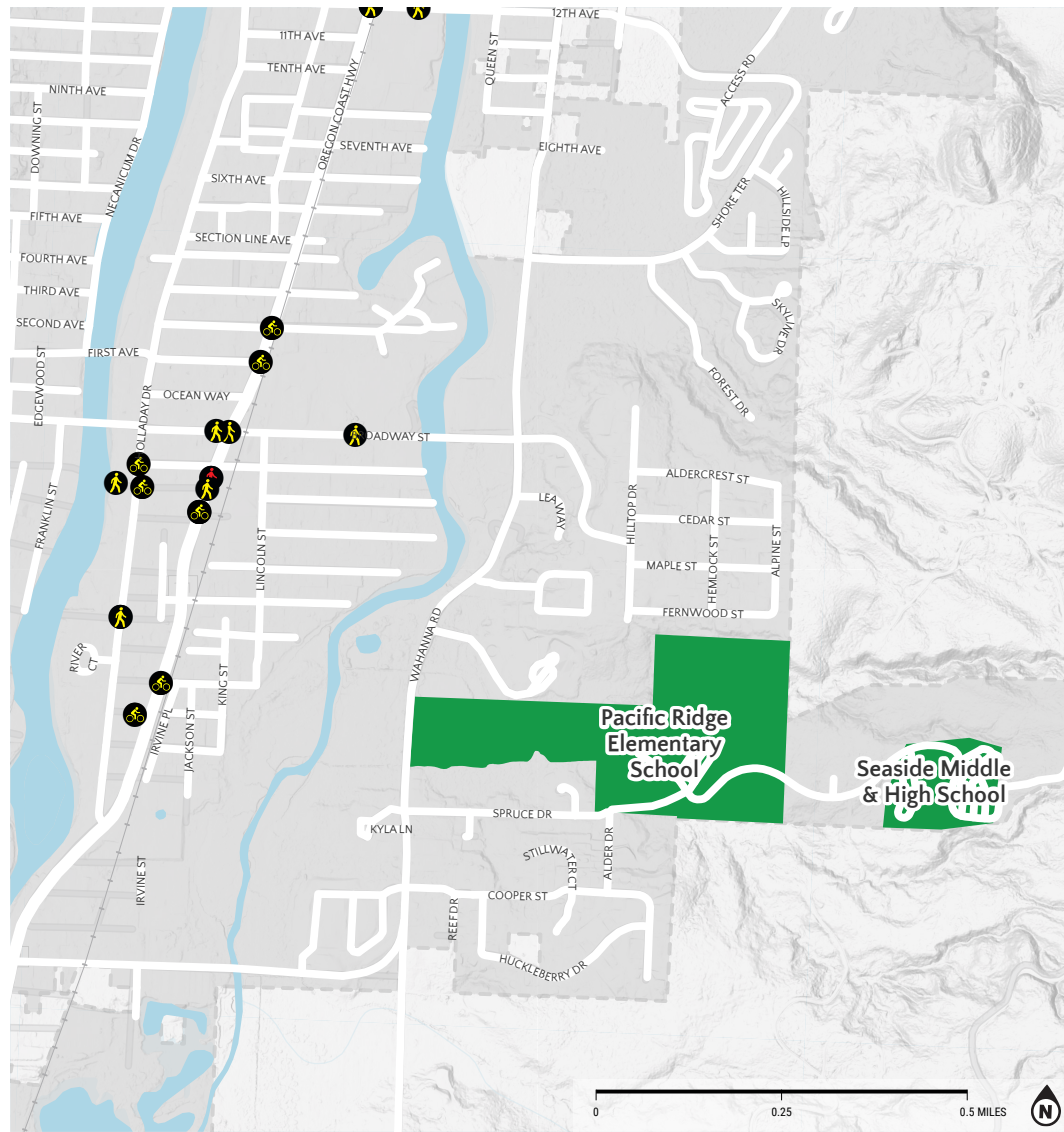 12TH AVE
11TH AVE
TENTH AVE
NINTH AVE
DOWNING ST
NECANICUM DR
OREGON COAST HWY
QUEEN ST
ACCESS RD
SEVENTH AVE
EIGHTH AVE
SIXTH AVE
SHORE TER
HILLSIDE LP
FIFTH AVE
SECTION LINE AVE
FOURTH AVE
THIRD AVE
SECOND AVE
SKYLINE DR
FIRST AVE
EDGEWOOD ST
OCEAN WAY
FOREST DR
OLLADAY DR
OADWAY ST
ALDERCREST ST
LEA WAY
HILLTOP DR
CEDAR ST
HEMLOCK ST
ALPINE ST
FRANKLIN ST
LINCOLN ST
MAPLE ST
FERNWOOD ST
WAHANNA RD
RIVER
CT
KING ST
IRVINE PL
JACKSON ST
Pacific Ridge
Elementary
School
Seaside Middle
& High School
SPRUCE DR
KYLA LN
STILLWATER CT
ALDER DR
IRVINE ST
COOPER ST
REEF DR
HUCKLEBERRY DR
0
0.25
0.5 MILES
N